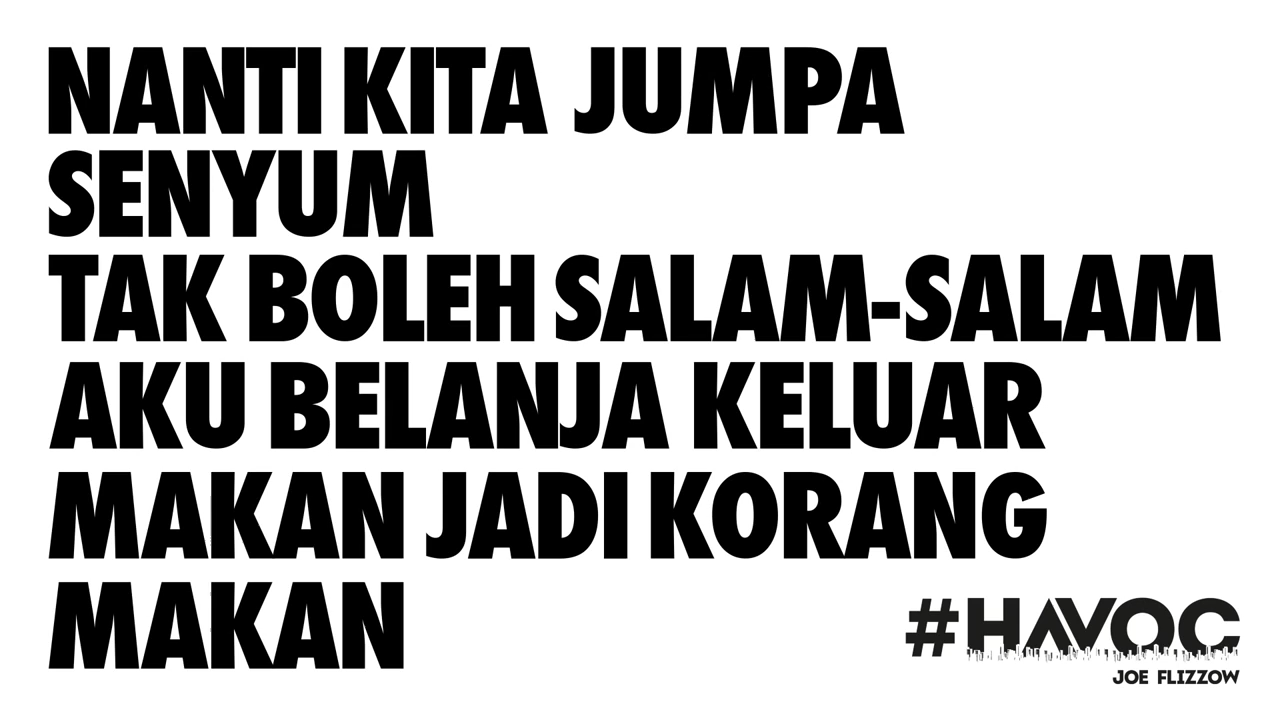 NANTI KITA JUMPA
SENYUM
TAK BOLEH SALAM-SALAM
AKU BELANJA KELUAR
MAKAN JADI KORANG
MAKAN
#HAVOC
JOE FLIZZOW